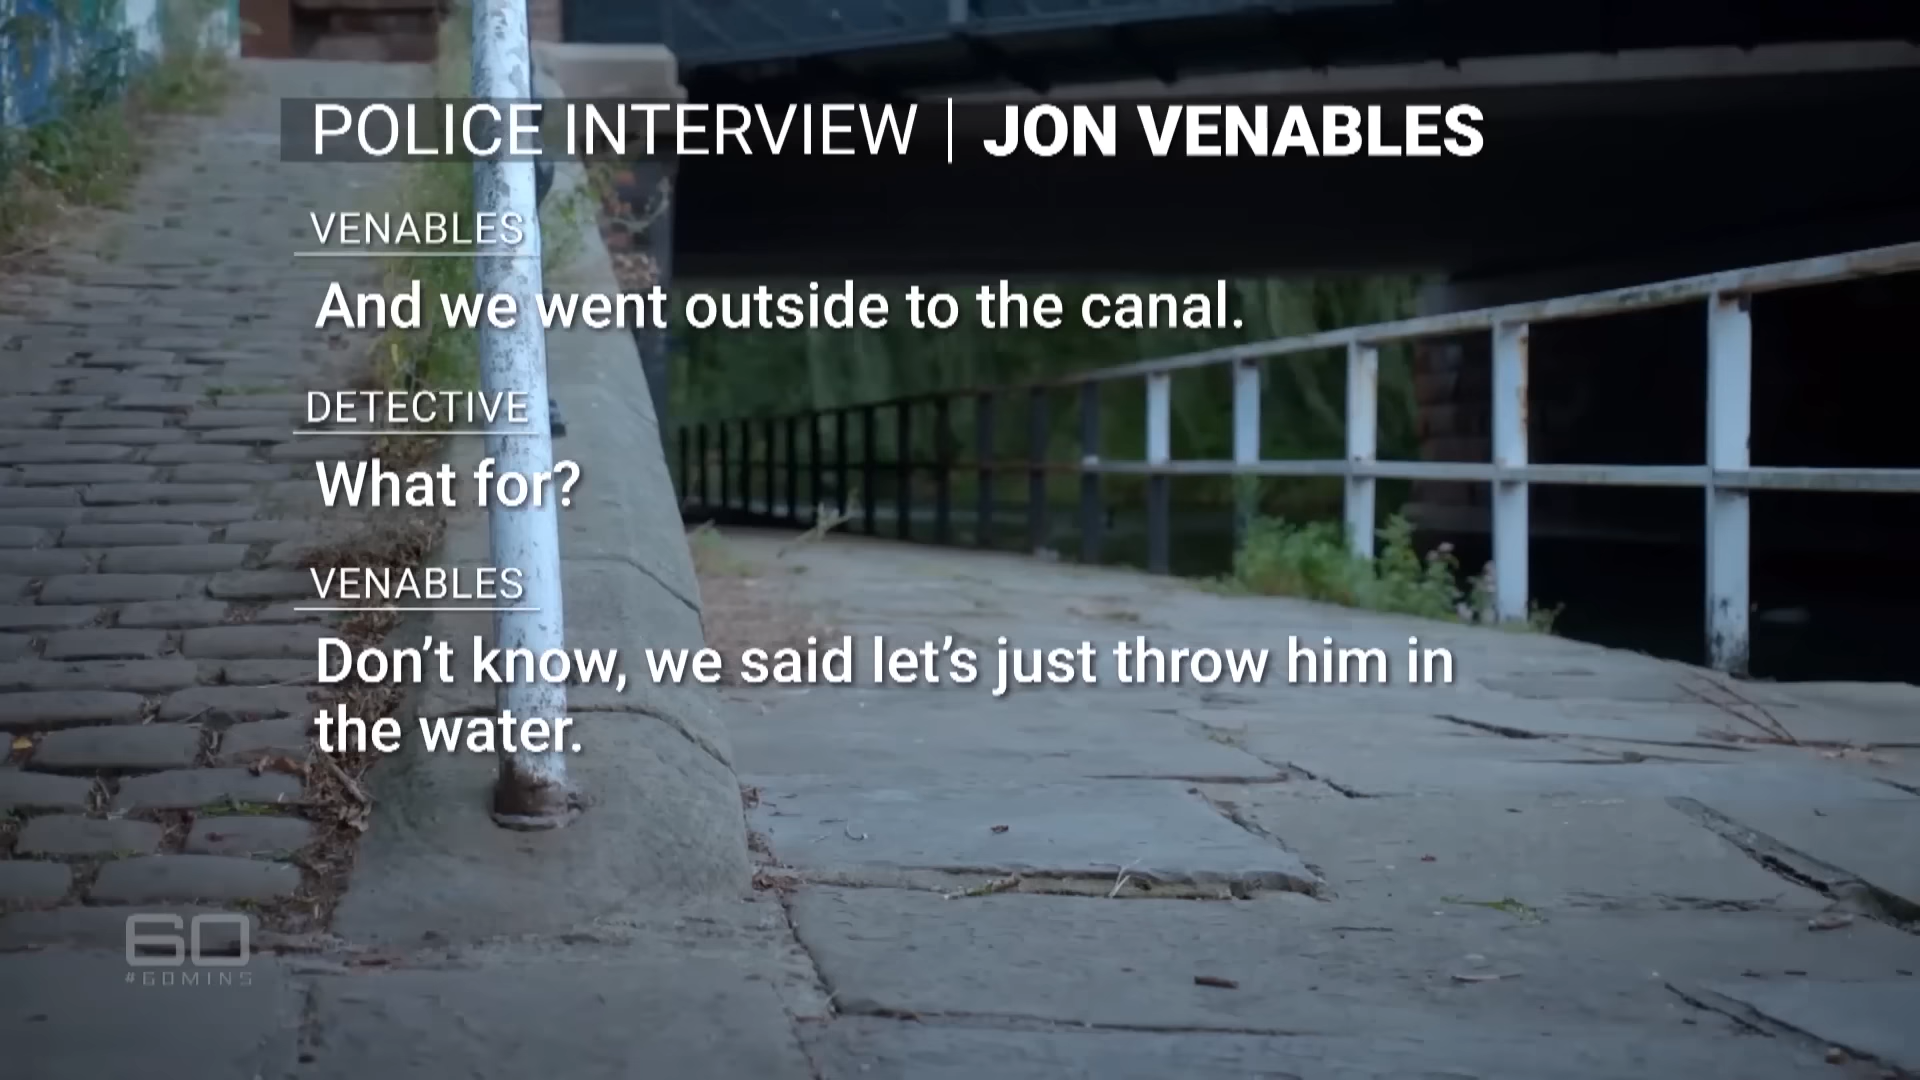 POLICE INTERVIEW | JON VENABLES
VENABLES
And we went outside to the canal.
DETECTIVE
What for?
VENABLES
Don't know, we said let's just throw him in
the water.
60
#60MINS